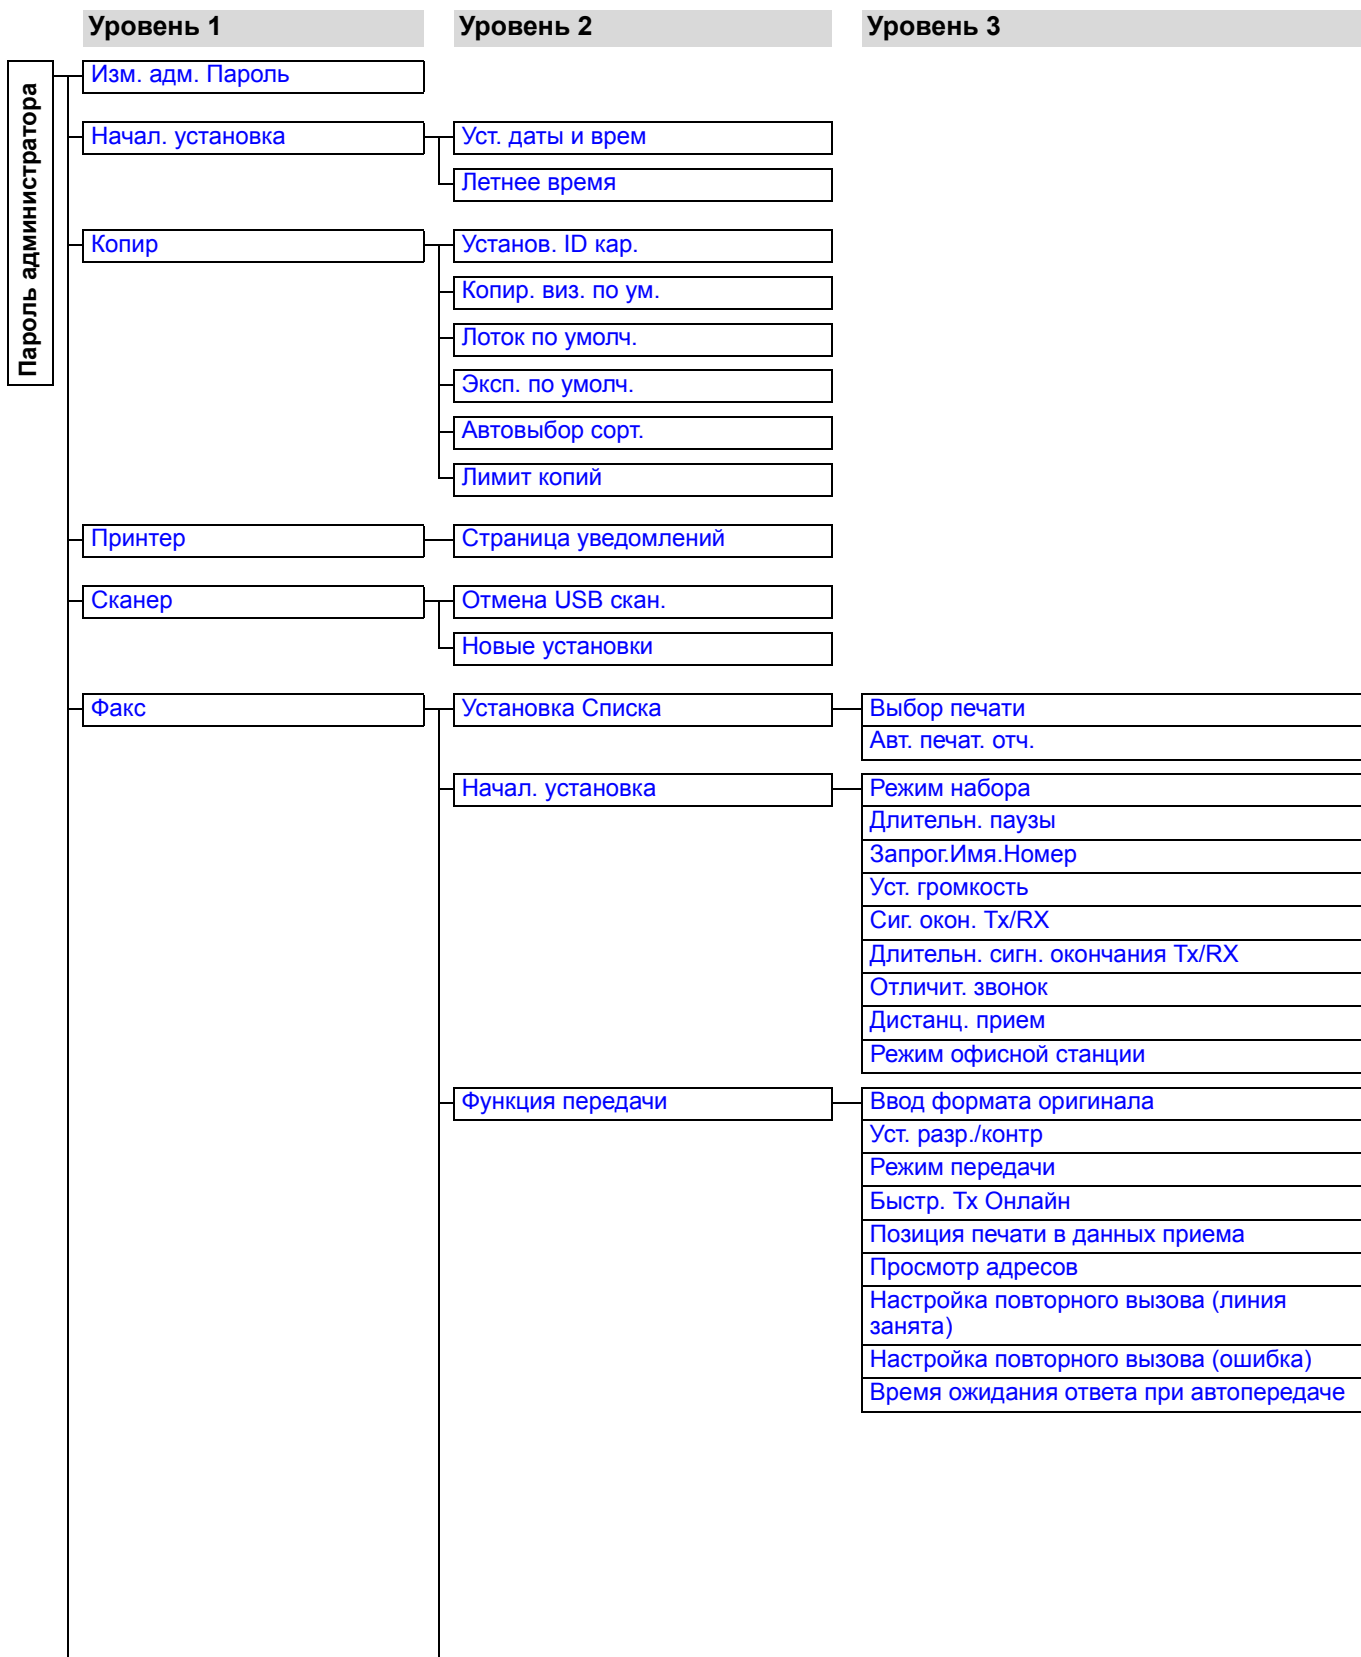 Уровень 1
Уровень 2
Уровень 3
Пароль администратора
Изм. адм. Пароль
Начал. установка
Уст. даты и врем
Летнее время
Копир
Установ. ID кар.
Копир. виз. по ум.
Лоток по умолч.
Эксп. по умолч.
Автовыбор сорт.
Лимит копий
Принтер
Страница уведомлений
Сканер
Отмена USB скан.
Новые установки
Факс
Установка Списка
Выбор печати
Авт. печат. отч.
Начал. установка
Режим набора
Длительн. паузы
Запрог.Имя.Номер
Уст. громкость
Сиг. окон. Tx/RX
Длительн. сигн. окончания Tx/RX
Отличит. звонок
Дистанц. прием
Режим офисной станции
Функция передачи
Ввод формата оригинала
Уст. разр./контр
Режим передачи
Быстр. Tx Онлайн
Позиция печати в данных приема
Просмотр адресов
Настройка повторного вызова (линия
занята)
Настройка повторного вызова (ошибка)
Время ожидания ответа при автопередаче